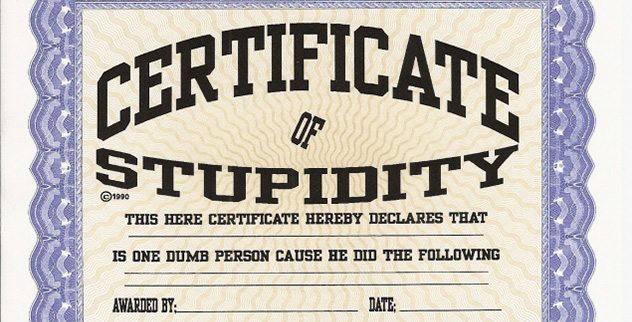 CERTIFICATE
OF
STUPIDITY
©1990
THIS HERE CERTIFICATE HEREBY DECLARES THAT
IS ONE DUMB PERSON CAUSE HE DID THE FOLLOWING
AWARDED BY: DATE: